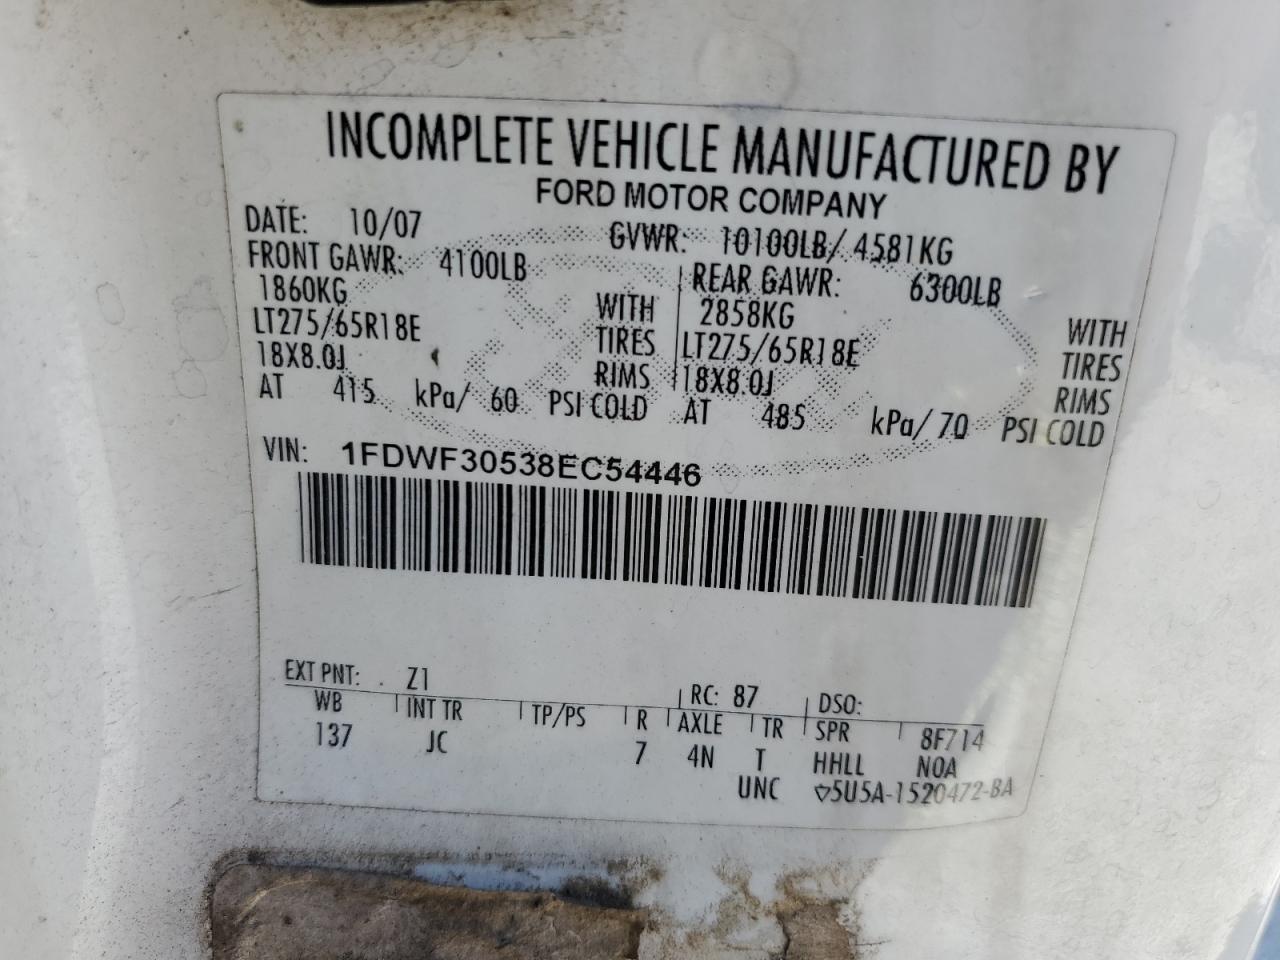 INCOMPLETE VEHICLE MANUFACTURED BY
FORD MOTOR COMPANY
DATE: 10/07 GVWR: 10100LB/ 4581KG
FRONT GAWR: 4100LB REAR GAWR: 6300LB
1860KG WITH 2858KG WITH
LT275/65R18E TIRES LT275/65R18E TIRES
18X8.0J RIMS 18X8.0J RIMS
AT 415 kPa/ 60 PSI COLD AT 485 kPa/ 70 PSI COLD
VIN: 1FDWF30538EC54446
EXT PNT: Z1 RC: 87 DSO:
WB INT TR TP/PS R AXLE TR SPR 8F714
137 JC 7 4N T HHLL N0A
UNC ▽5U5A-1520472-BA